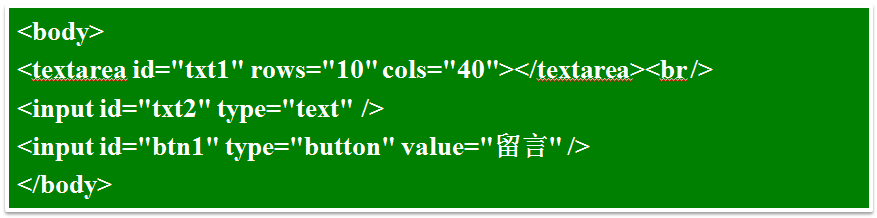 <body>
<textarea id="txt1" rows="10" cols="40"></textarea><br />
<input id="txt2" type="text" />
<input id="btn1" type="button" value="留言" />
</body>